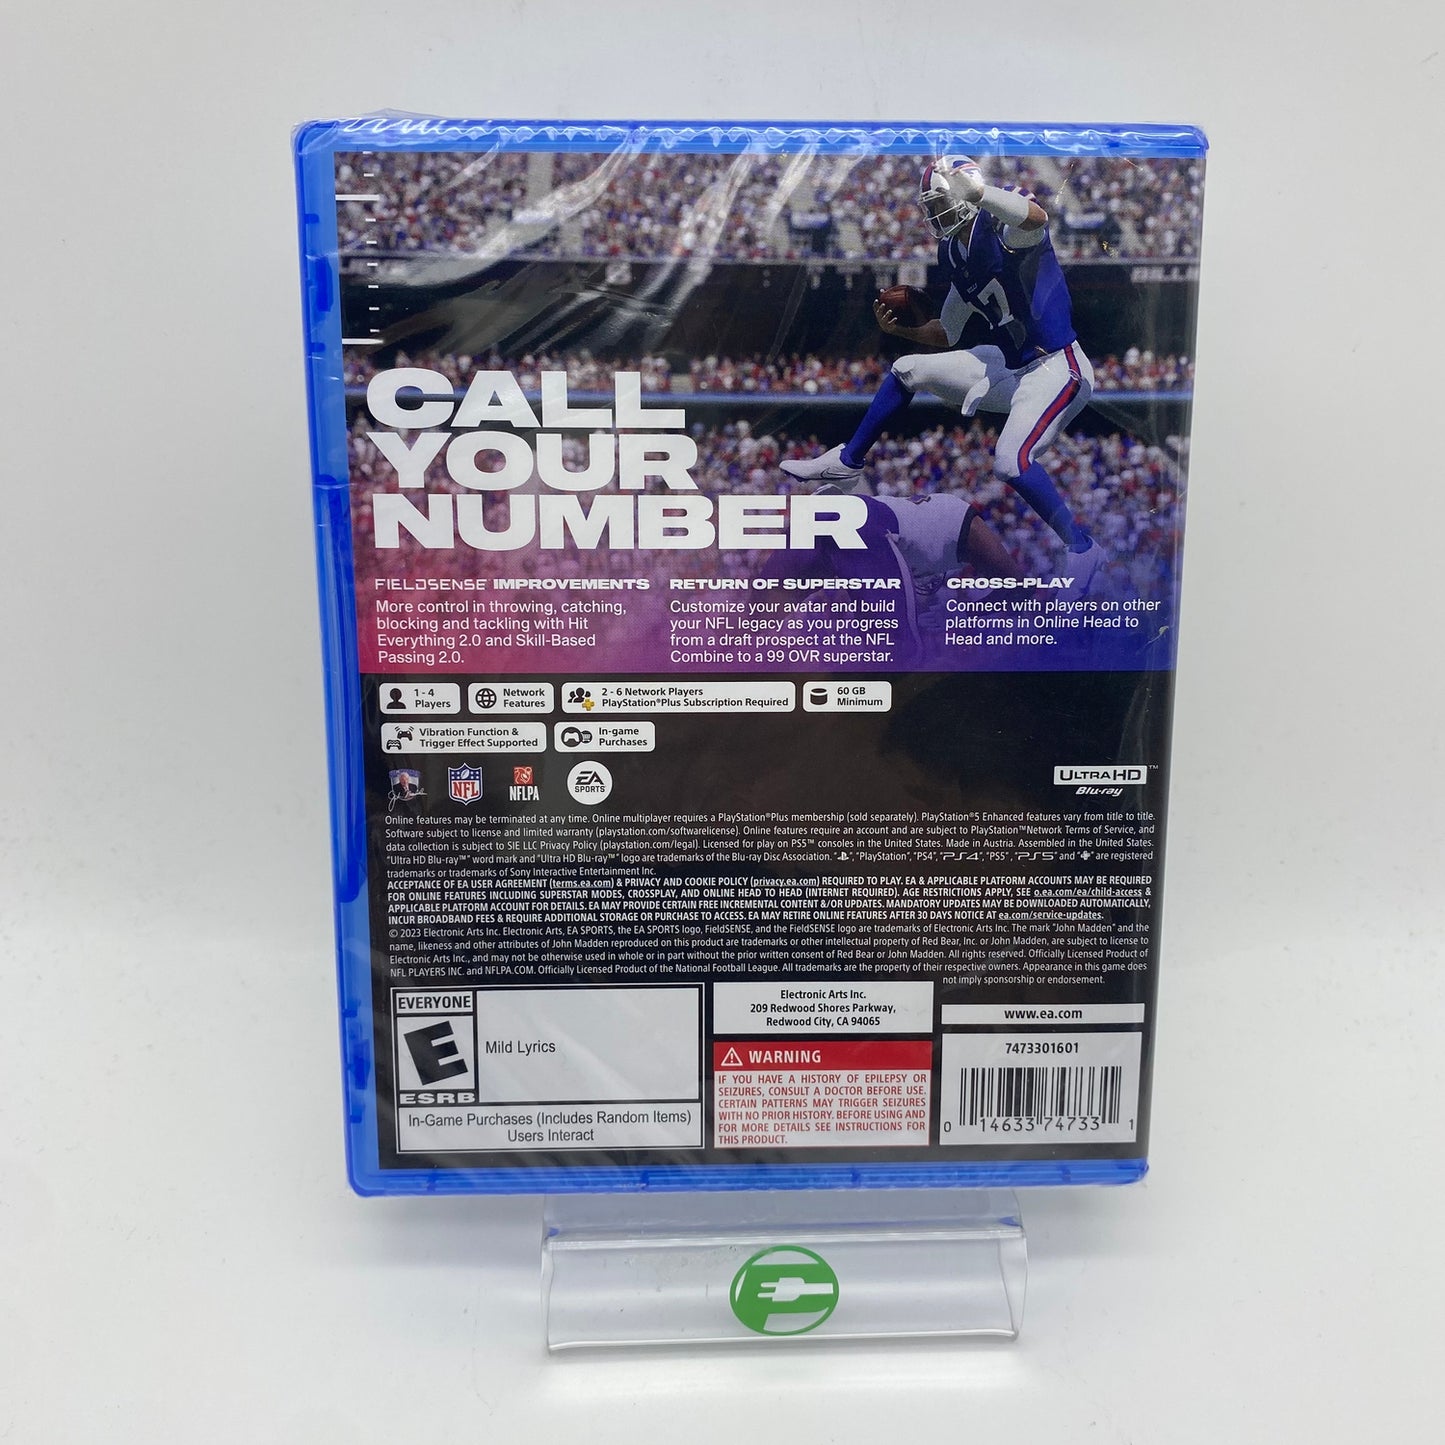 CALL
YOUR
NUMBER
17
FIELDSENSE IMPROVEMENTS
More control in throwing, catching,
blocking and tackling with Hit
Everything 2.0 and Skill-Based
Passing 2.0.
RETURN OF SUPERSTAR
Customize your avatar and build
your NFL legacy as you progress
from a draft prospect at the NFL
Combine to a 99 OVR superstar.
CROSS-PLAY
Connect with players on other
platforms in Online Head to
Head and more.
1 - 4
Players
Network
Features
2 - 6 Network Players
PlayStation®Plus Subscription Required
60 GB
Minimum
Vibration Function &
Trigger Effect Supported
In-game
Purchases
NFL
NFLPA
EA
SPORTS
ULTRA HD™
Blu-ray
Online features may be terminated at any time. Online multiplayer requires a PlayStation®Plus membership (sold separately). PlayStation®5 Enhanced features vary from title to title.
Software subject to license and limited warranty (playstation.com/softwarelicense). Online features require an account and are subject to PlayStation™Network Terms of Service, and
data collection is subject to SIE LLC Privacy Policy (playstation.com/legal). Licensed for play on PS5™ consoles in the United States. Made in Austria. Assembled in the United States.
"Ultra HD Blu-ray™" word mark and "Ultra HD Blu-ray™" logo are trademarks of the Blu-ray Disc Association. "", "PlayStation", "PS4", "PS4", "PS5", "PS5" and "" are registered
trademarks or trademarks of Sony Interactive Entertainment Inc.
ACCEPTANCE OF EA USER AGREEMENT (terms.ea.com) & PRIVACY AND COOKIE POLICY (privacy.ea.com) REQUIRED TO PLAY. EA & APPLICABLE PLATFORM ACCOUNTS MAY BE REQUIRED
FOR ONLINE FEATURES INCLUDING SUPERSTAR MODES, CROSSPLAY, AND ONLINE HEAD TO HEAD (INTERNET REQUIRED). AGE RESTRICTIONS APPLY, SEE o.ea.com/ea/child-access &
APPLICABLE PLATFORM ACCOUNT FOR DETAILS. EA MAY PROVIDE CERTAIN FREE INCREMENTAL CONTENT &/OR UPDATES. MANDATORY UPDATES MAY BE DOWNLOADED AUTOMATICALLY,
INCUR BROADBAND FEES & REQUIRE ADDITIONAL STORAGE OR PURCHASE TO ACCESS. EA MAY RETIRE ONLINE FEATURES AFTER 30 DAYS NOTICE AT ea.com/service-updates.
© 2023 Electronic Arts Inc. Electronic Arts, EA SPORTS, the EA SPORTS logo, FieldSENSE, and the FieldSENSE logo are trademarks of Electronic Arts Inc. The mark "John Madden" and the
name, likeness and other attributes of John Madden reproduced on this product are trademarks or other intellectual property of Red Bear, Inc. or John Madden, are subject to license to
Electronic Arts Inc., and may not be otherwise used in whole or in part without the prior written consent of Red Bear or John Madden. All rights reserved. Officially Licensed Product of
NFL PLAYERS INC. and NFLPA.COM. Officially Licensed Product of the National Football League. All trademarks are the property of their respective owners. Appearance in this game does
not imply sponsorship or endorsement.
EVERYONE
E
ESRB
Mild Lyrics
In-Game Purchases (Includes Random Items)
Users Interact
Electronic Arts Inc.
209 Redwood Shores Parkway,
Redwood City, CA 94065
WARNING
IF YOU HAVE A HISTORY OF EPILEPSY OR
SEIZURES, CONSULT A DOCTOR BEFORE USE.
CERTAIN PATTERNS MAY TRIGGER SEIZURES
WITH NO PRIOR HISTORY. BEFORE USING AND
FOR MORE DETAILS SEE INSTRUCTIONS FOR
THIS PRODUCT.
www.ea.com
7473301601
0 14633 74733 1